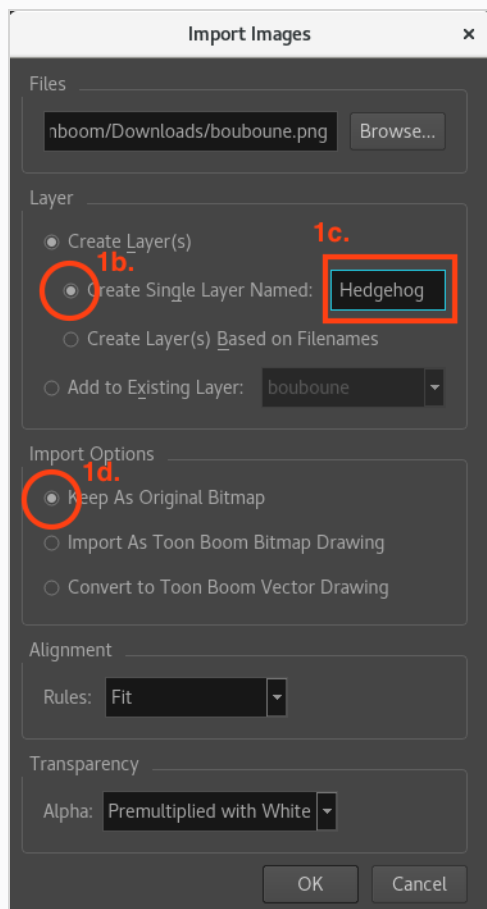 Import Images ×
Files
nboom/Downloads/bouboune.png Browse...
Layer
Create Layer(s) 1c.
1b.
Create Single Layer Named: Hedgehog
Create Layer(s) Based on Filenames
Add to Existing Layer: bouboune
Import Options
1d.
Keep As Original Bitmap
Import As Toon Boom Bitmap Drawing
Convert to Toon Boom Vector Drawing
Alignment
Rules: Fit
Transparency
Alpha: Premultiplied with White
OK Cancel